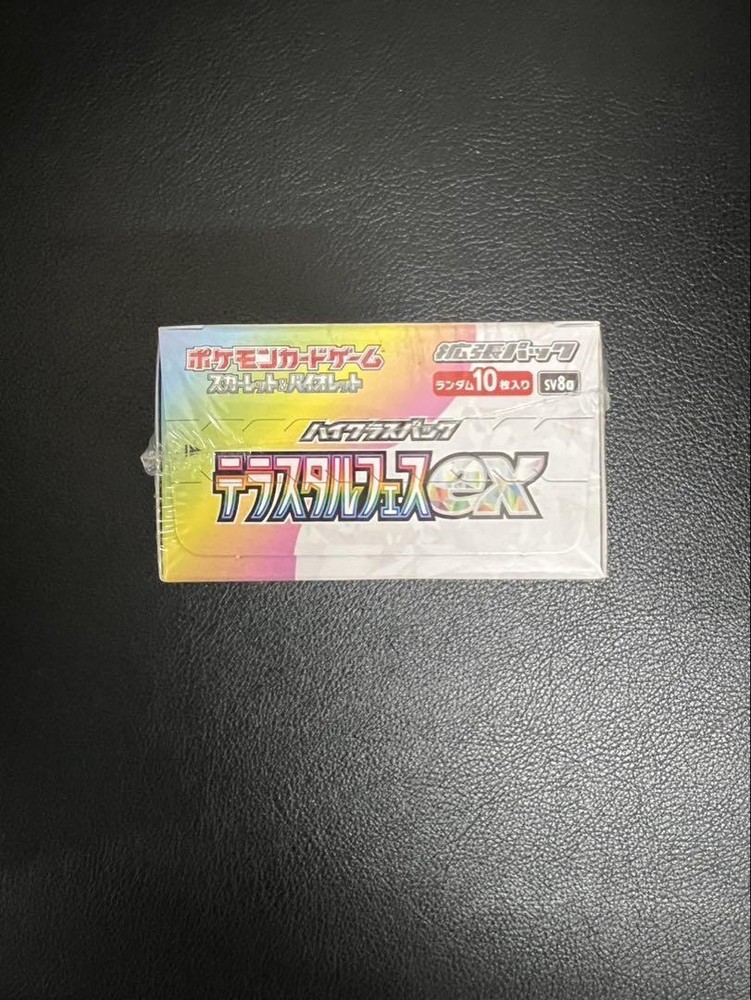 ポケモンカードゲーム
スカーレット&バイオレット
拡張パック
ランダム10枚入り SV8a
ハイクラスパック
テラスタルフェスex